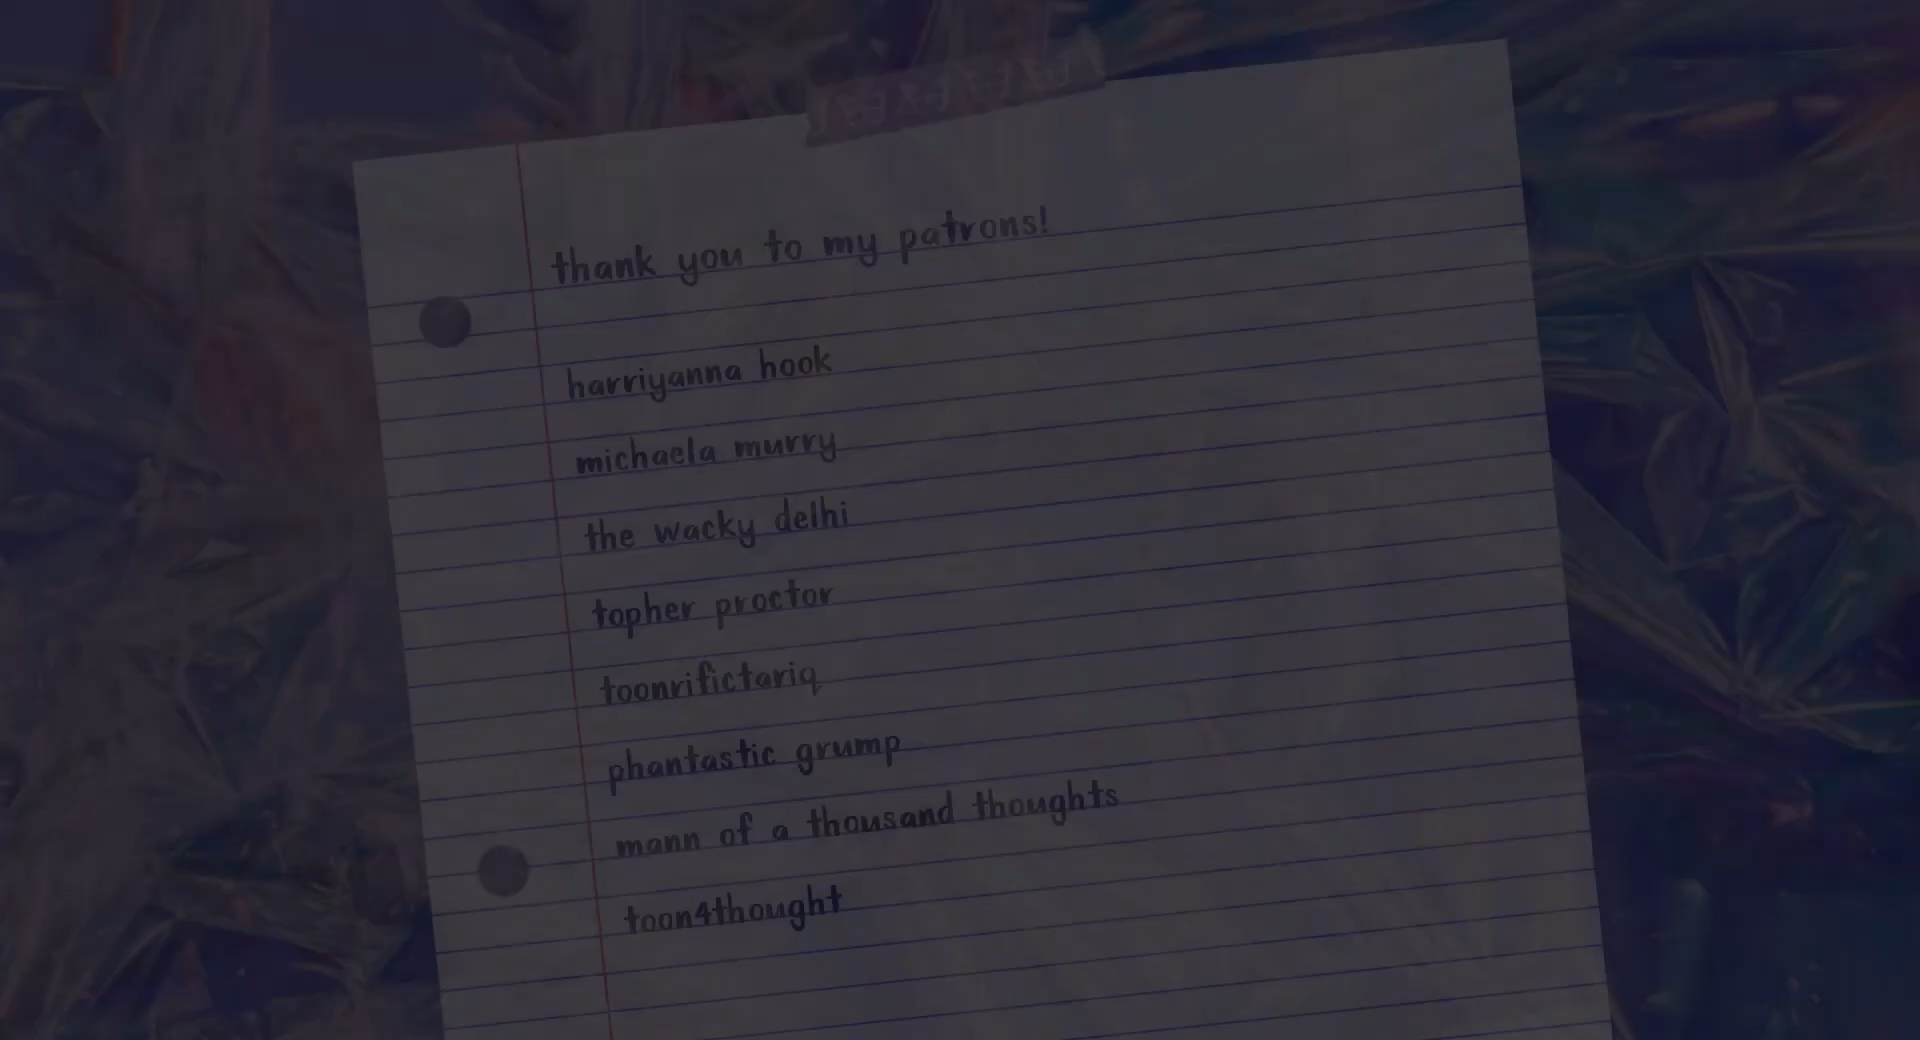 thank you to my patrons!
harriyanna hook
michaela murry
the wacky delhi
topher proctor
toonrifictariq
phantastic grump
mann of a thousand thoughts
toon4thought